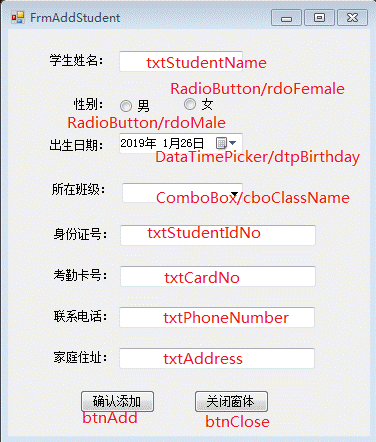 FrmAddStudent
学生姓名： txtStudentName
RadioButton/rdoFemale
性别： 男 女
RadioButton/rdoMale
出生日期： 2019年 1月26日
DataTimePicker/dtpBirthday
所在班级： ComboBox/cboClassName
身份证号： txtStudentIdNo
考勤卡号： txtCardNo
联系电话： txtPhoneNumber
家庭住址： txtAddress
确认添加 关闭窗体
btnAdd btnClose